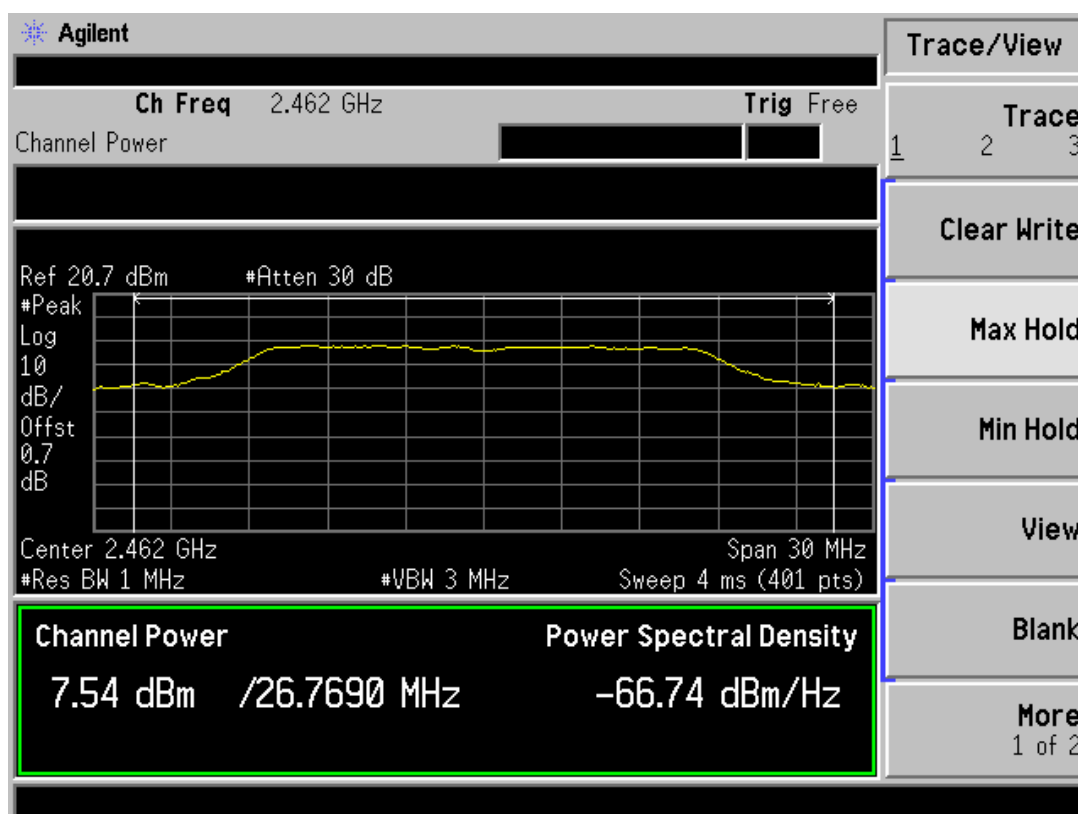 Agilent
Trace/View
Ch Freq 2.462 GHz Trig Free
Channel Power
Trace
1 2 3
Clear Write
Ref 20.7 dBm #Atten 30 dB
#Peak
Log
10
dB/
Offst
0.7
dB
Max Hold
Min Hold
View
Center 2.462 GHz Span 30 MHz
#Res BW 1 MHz #VBW 3 MHz Sweep 4 ms (401 pts)
Blank
Channel Power Power Spectral Density
7.54 dBm /26.7690 MHz -66.74 dBm/Hz
More
1 of 2